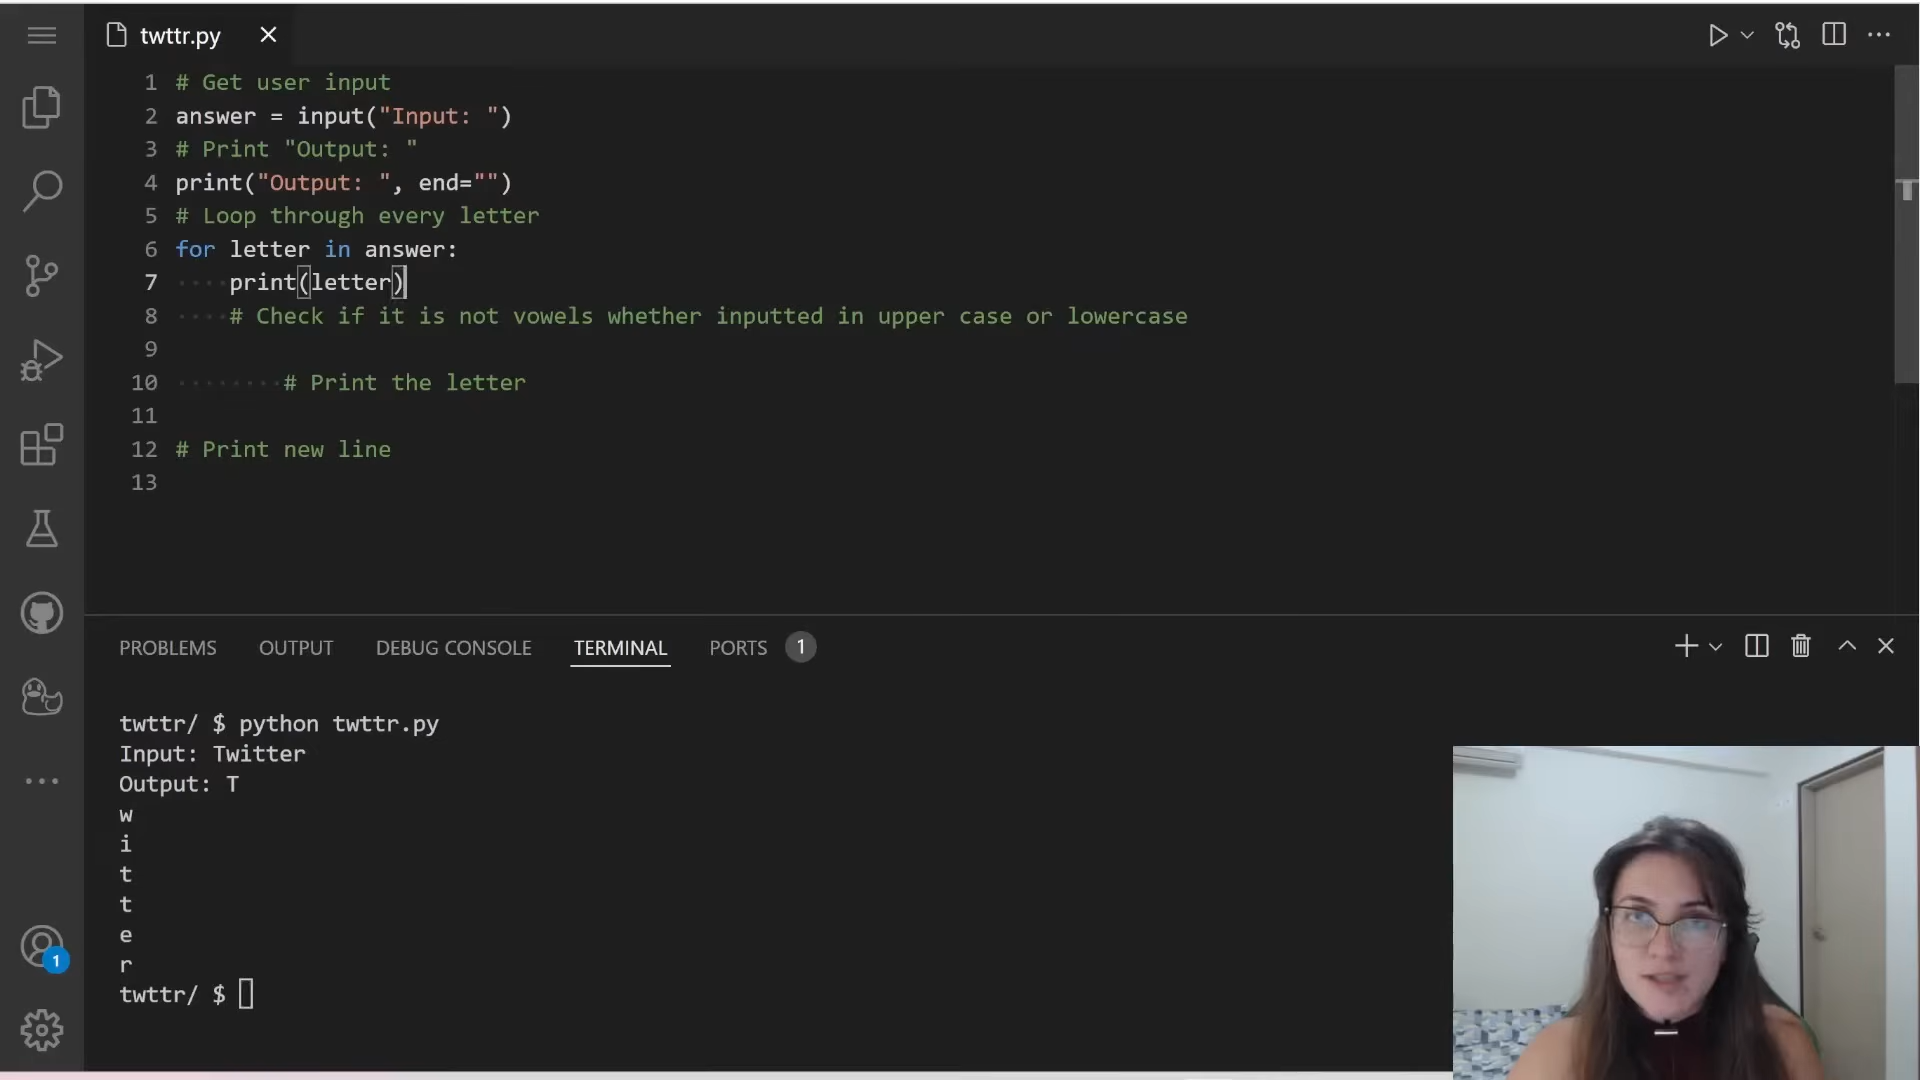 twttr.py
1 # Get user input
2 answer = input("Input: ")
3 # Print "Output: "
4 print("Output: ", end="")
5 # Loop through every letter
6 for letter in answer:
7 ····print(letter)
8 ····# Check if it is not vowels whether inputted in upper case or lowercase
9
10 ········# Print the letter
11
12 # Print new line
13
PROBLEMS OUTPUT DEBUG CONSOLE TERMINAL PORTS 1
twttr/ $ python twttr.py
Input: Twitter
Output: T
w
i
t
t
e
r
twttr/ $
1